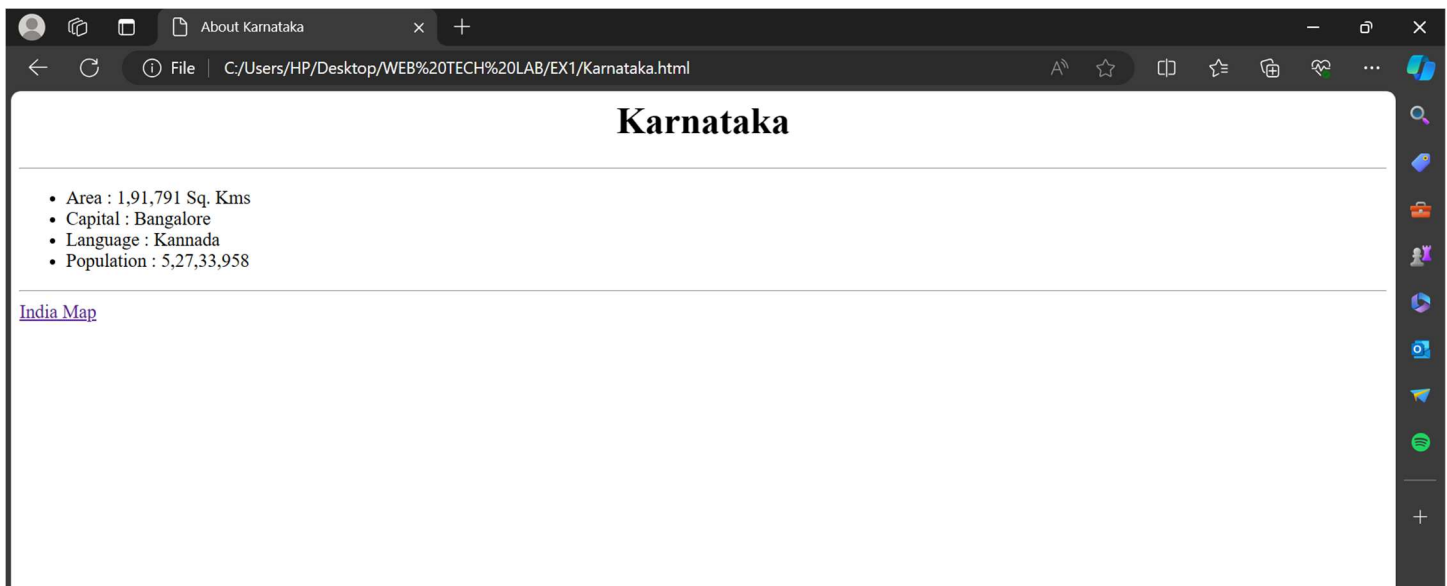 About Karnataka
File | C:/Users/HP/Desktop/WEB%20TECH%20LAB/EX1/Karnataka.html
Karnataka
• Area : 1,91,791 Sq. Kms
• Capital : Bangalore
• Language : Kannada
• Population : 5,27,33,958
India Map